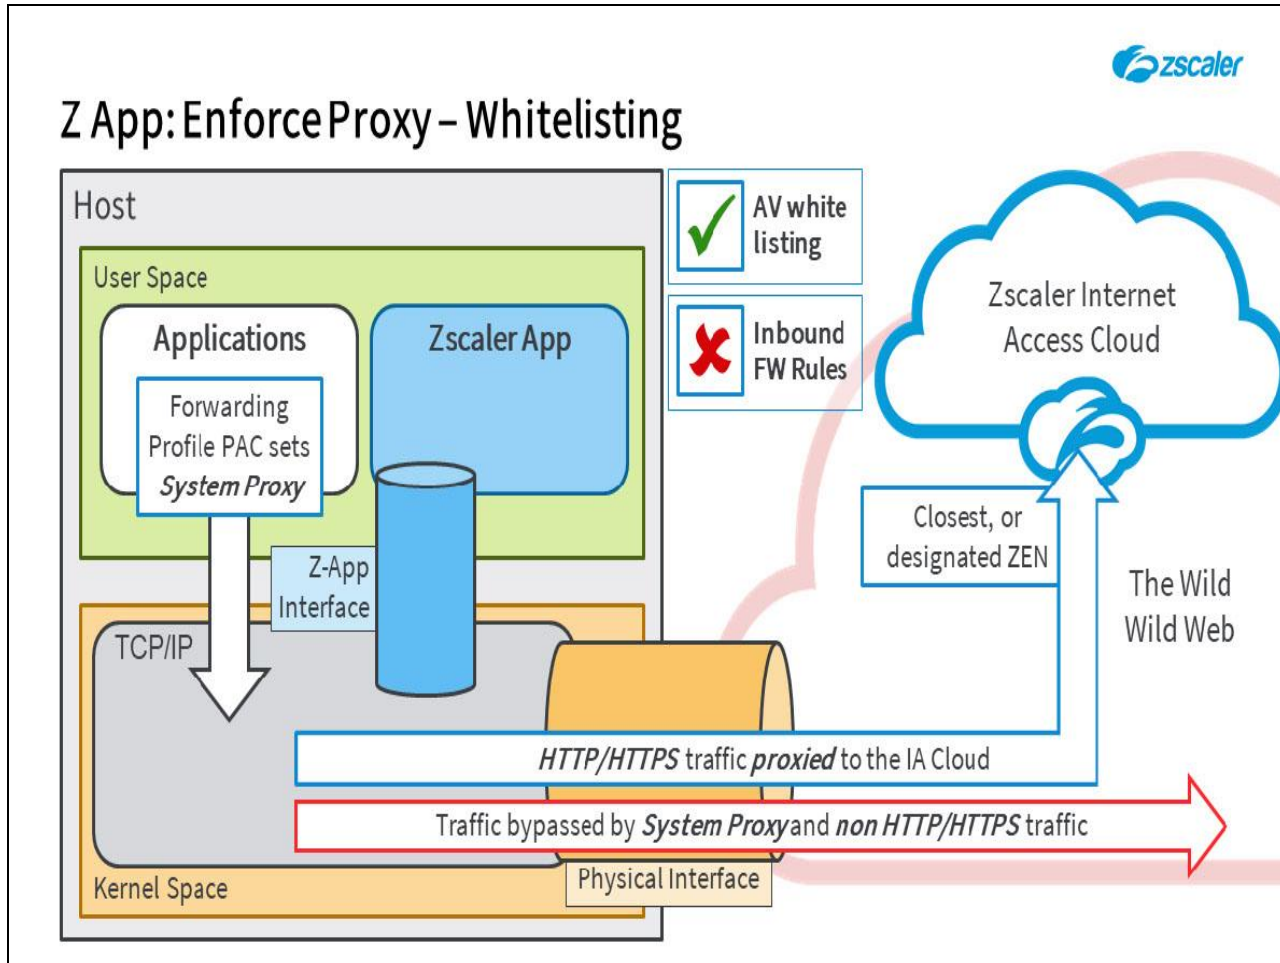 zscaler
Z App: Enforce Proxy – Whitelisting
Host
User Space
Applications
Forwarding
Profile PAC sets
System Proxy
Zscaler App
Z-App
Interface
TCP/IP
Kernel Space
AV white
listing
Inbound
FW Rules
Zscaler Internet
Access Cloud
Closest, or
designated ZEN
The Wild
Wild Web
HTTP/HTTPS traffic proxied to the IA Cloud
Traffic bypassed by System Proxy and non HTTP/HTTPS traffic
Physical Interface